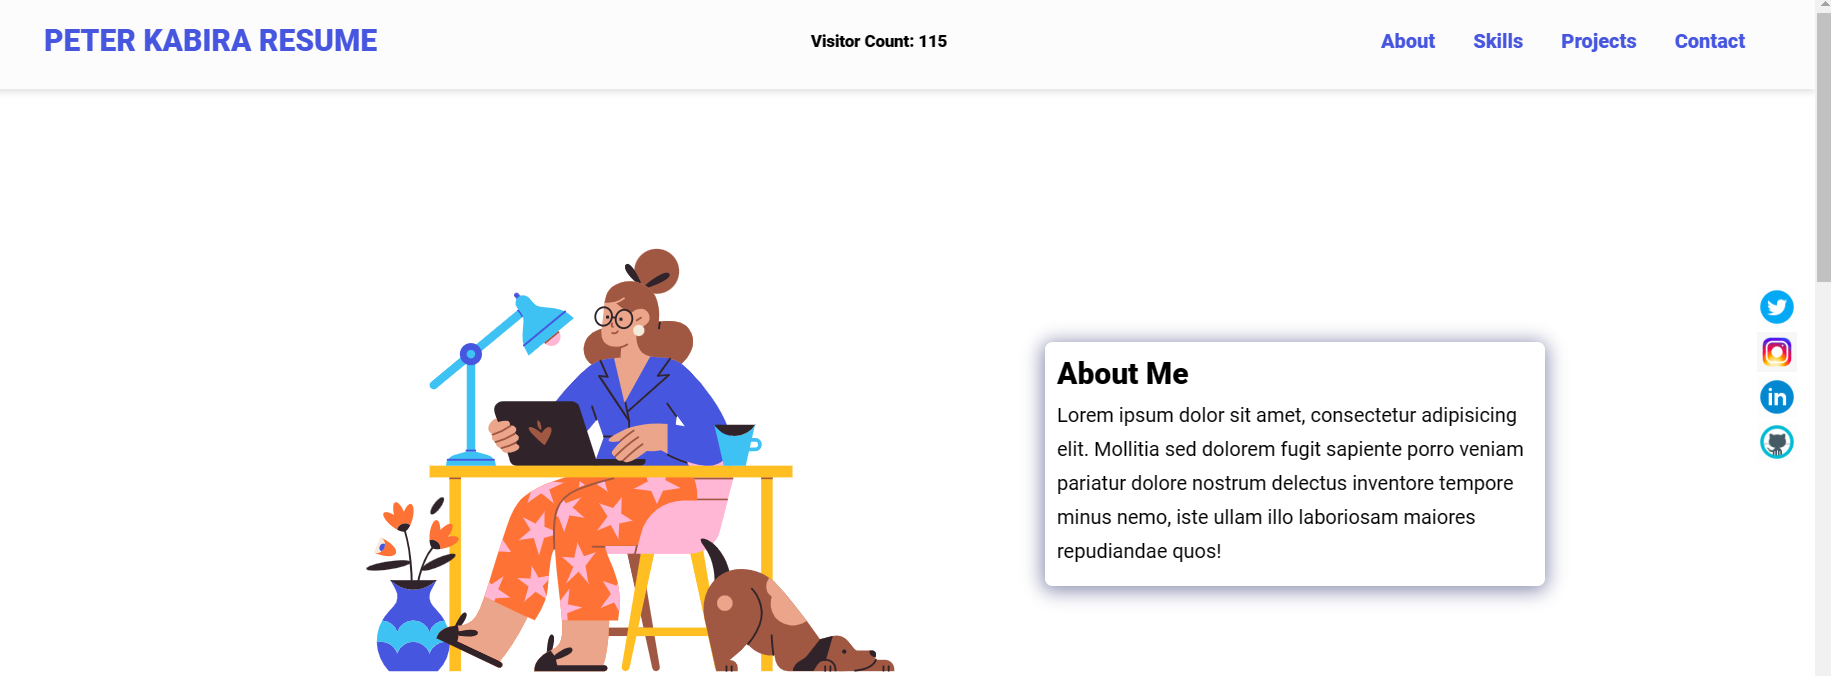 PETER KABIRA RESUME
Visitor Count: 115
About Skills Projects Contact
About Me
Lorem ipsum dolor sit amet, consectetur adipisicing
elit. Mollitia sed dolorem fugit sapiente porro veniam
pariatur dolore nostrum delectus inventore tempore
minus nemo, iste ullam illo laboriosam maiores
repudiandae quos!
in